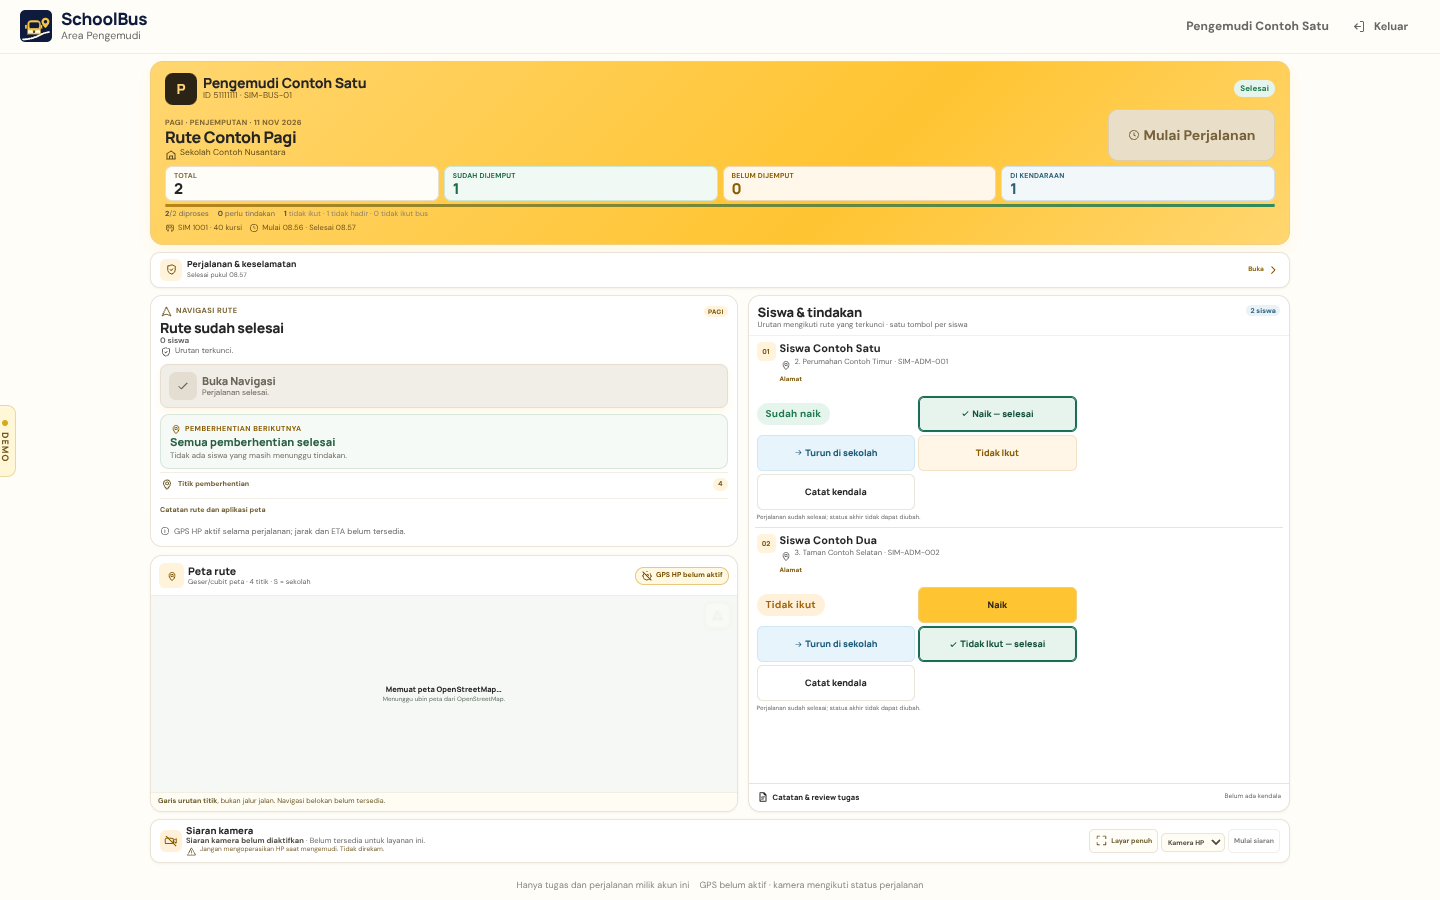 SchoolBus
Area Pengemudi
Pengemudi Contoh Satu
Keluar
P
Pengemudi Contoh Satu
ID 51111111 · SIM-BUS-01
Selesai
PAGI · PENJEMPUTAN · 11 NOV 2026
Rute Contoh Pagi
Sekolah Contoh Nusantara
Mulai Perjalanan
TOTAL
2
SUDAH DIJEMPUT
1
BELUM DIJEMPUT
0
DI KENDARAAN
1
2/2 diproses 0 perlu tindakan 1 tidak ikut · 1 tidak hadir · 0 tidak ikut bus
SIM 1001 · 40 kursi Mulai 08.56 · Selesai 08.57
Perjalanan & keselamatan
Selesai pukul 08.57
Buka
DEMO
NAVIGASI RUTE
PAGI
Rute sudah selesai
0 siswa
Urutan terkunci.
Buka Navigasi
Perjalanan selesai.
PEMBERHENTIAN BERIKUTNYA
Semua pemberhentian selesai
Tidak ada siswa yang masih menunggu tindakan.
Titik pemberhentian
4
Catatan rute dan aplikasi peta
GPS HP aktif selama perjalanan; jarak dan ETA belum tersedia.
Peta rute
Geser/cubit peta · 4 titik · S = sekolah
GPS HP belum aktif
Memuat peta OpenStreetMap...
Menunggu ubin peta dari OpenStreetMap.
Garis urutan titik, bukan jalur jalan. Navigasi belokan belum tersedia.
Siswa & tindakan
Urutan mengikuti rute yang terkunci · satu tombol per siswa
2 siswa
01
Siswa Contoh Satu
2. Perumahan Contoh Timur · SIM-ADM-001
Alamat
Sudah naik
Naik — selesai
Turun di sekolah
Tidak Ikut
Catat kendala
Perjalanan sudah selesai; status akhir tidak dapat diubah.
02
Siswa Contoh Dua
3. Taman Contoh Selatan · SIM-ADM-002
Alamat
Tidak ikut
Naik
Turun di sekolah
Tidak Ikut — selesai
Catat kendala
Perjalanan sudah selesai; status akhir tidak dapat diubah.
Catatan & review tugas
Belum ada kendala
Siaran kamera
Siaran kamera belum diaktifkan · Belum tersedia untuk layanan ini.
Jangan mengoperasikan HP saat mengemudi. Tidak direkam.
Layar penuh
Kamera HP
Mulai siaran
Hanya tugas dan perjalanan milik akun ini GPS belum aktif · kamera mengikuti status perjalanan